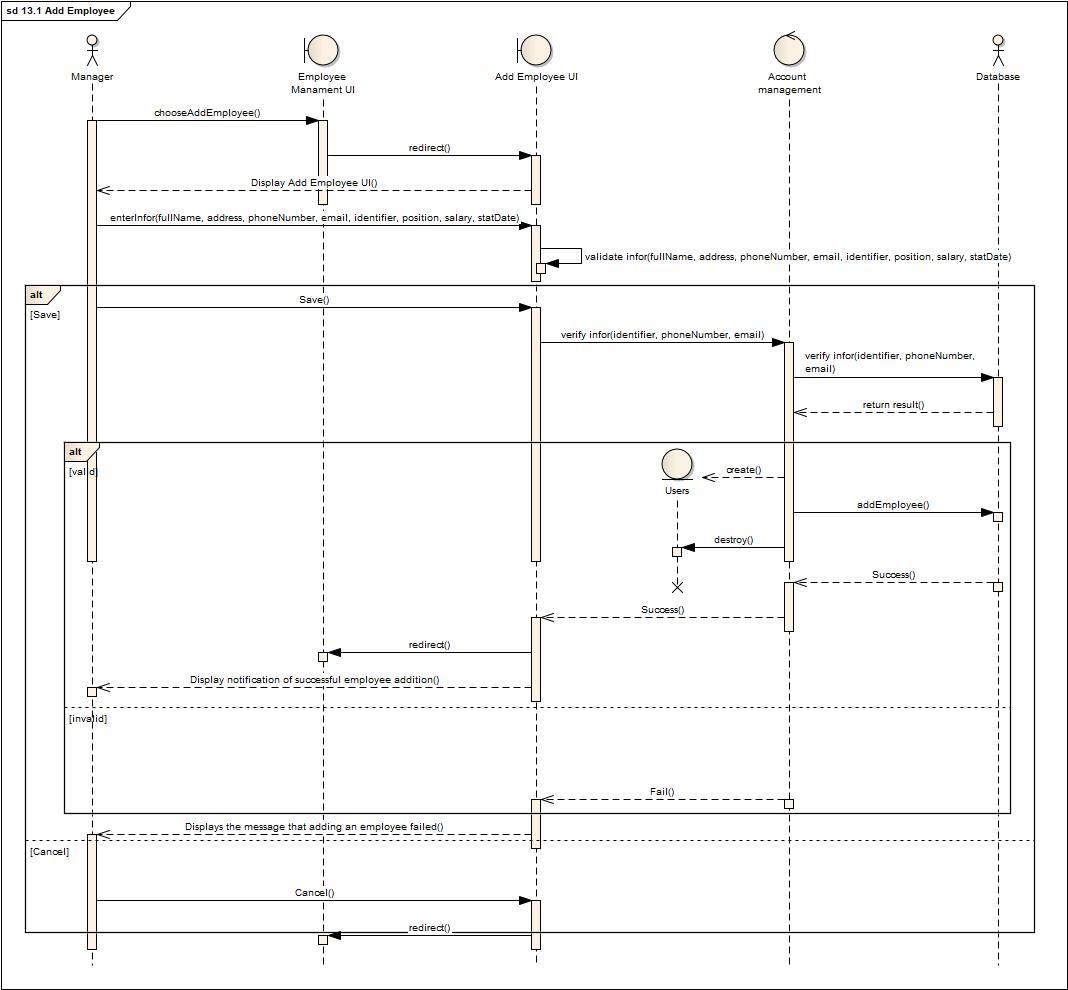 sd 13.1 Add Employee
Manager
Employee
Manament UI
Add Employee UI
Account
management
Database
chooseAddEmployee()
redirect()
Display Add Employee UI()
enterInfor(fullName, address, phoneNumber, email, identifier, position, salary, statDate)
validate infor(fullName, address, phoneNumber, email, identifier, position, salary, statDate)
alt
[Save]
Save()
verify infor(identifier, phoneNumber, email)
verify infor(identifier, phoneNumber,
email)
return result()
alt
[valid]
Users
create()
addEmployee()
destroy()
Success()
Success()
redirect()
Display notification of successful employee addition()
[invalid]
Fail()
Displays the message that adding an employee failed()
[Cancel]
Cancel()
redirect()